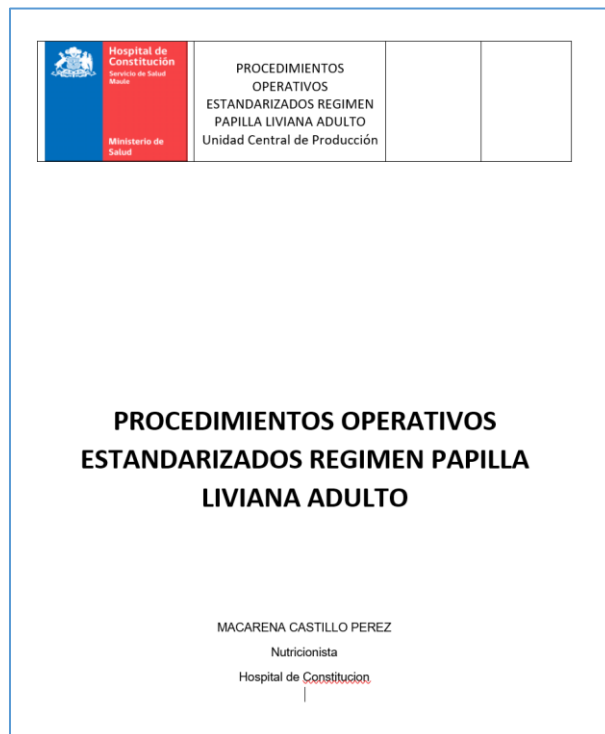 Hospital de
Constitución
Servicio de Salud
Maule
Ministerio de
Salud
PROCEDIMIENTOS
OPERATIVOS
ESTANDARIZADOS REGIMEN
PAPILLA LIVIANA ADULTO
Unidad Central de Producción
PROCEDIMIENTOS OPERATIVOS
ESTANDARIZADOS REGIMEN PAPILLA
LIVIANA ADULTO
MACARENA CASTILLO PEREZ
Nutricionista
Hospital de Constitucion